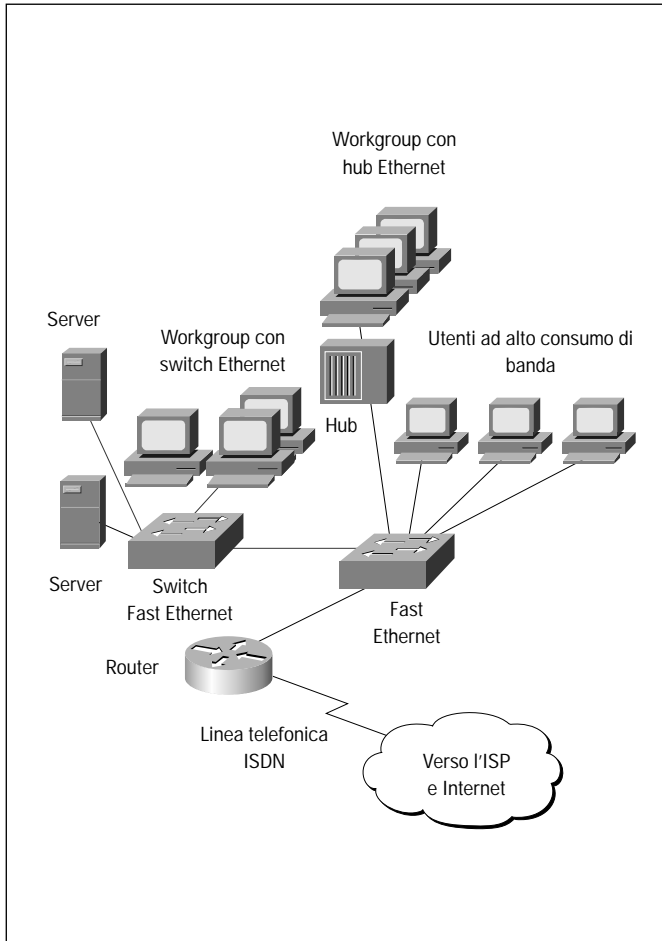 Workgroup con
hub Ethernet
Server
Workgroup con
switch Ethernet
Utenti ad alto consumo di
banda
Hub
Server
Switch
Fast Ethernet
Fast
Ethernet
Router
Linea telefonica
ISDN
Verso l'ISP
e Internet